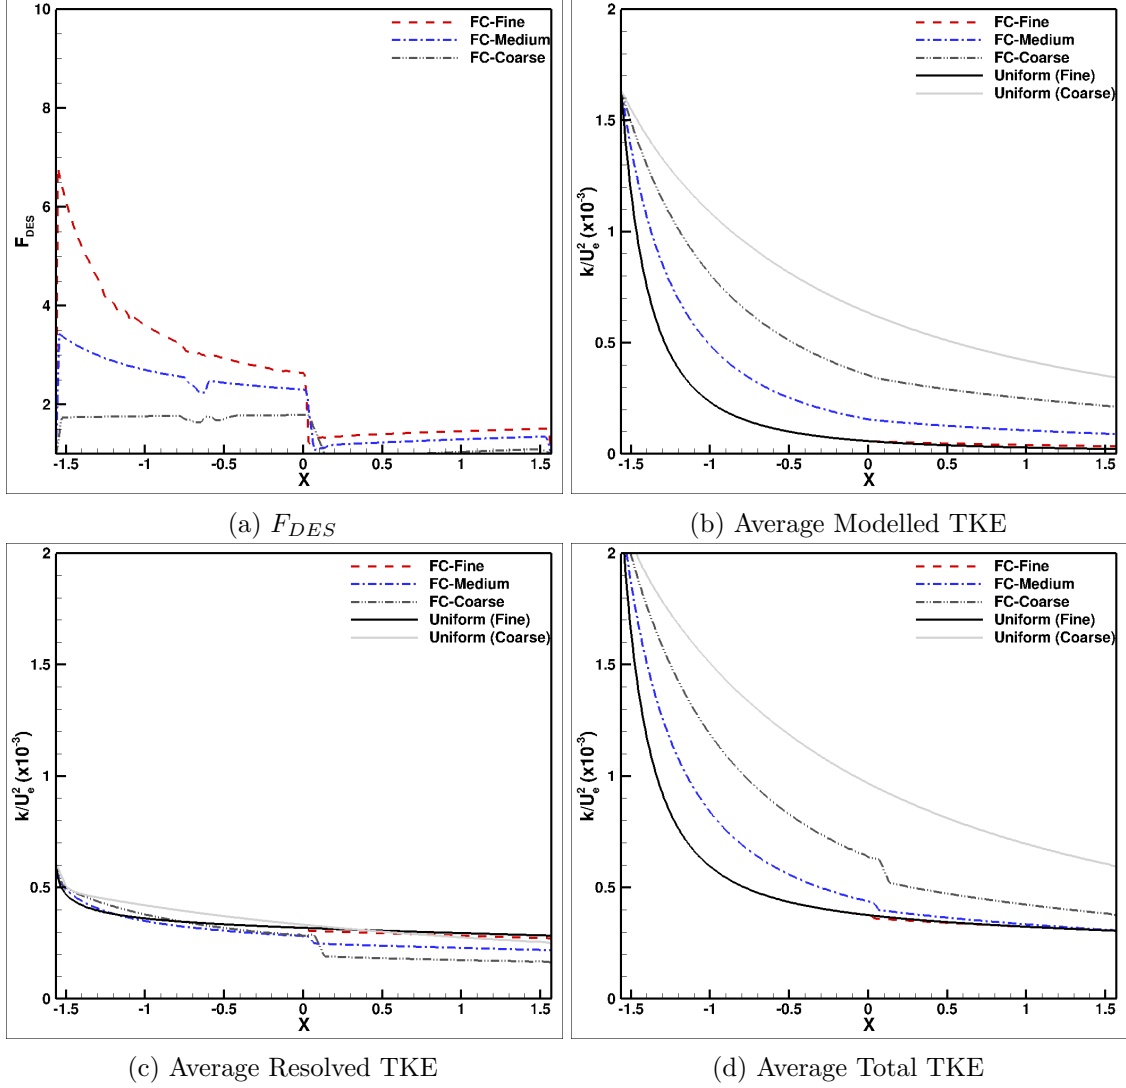 10
8
6
4
2
F_DES
-1.5 -1 -0.5 0 0.5 1 1.5
X
FC-Fine
FC-Medium
FC-Coarse
(a) F_DES
2
1.5
1
0.5
0
k/U_e^2 (x10^-3)
-1.5 -1 -0.5 0 0.5 1 1.5
X
FC-Fine
FC-Medium
FC-Coarse
Uniform (Fine)
Uniform (Coarse)
(b) Average Modelled TKE
2
1.5
1
0.5
0
k/U_e^2 (x10^-3)
-1.5 -1 -0.5 0 0.5 1 1.5
X
FC-Fine
FC-Medium
FC-Coarse
Uniform (Fine)
Uniform (Coarse)
(c) Average Resolved TKE
2
1.5
1
0.5
0
k/U_e^2 (x10^-3)
-1.5 -1 -0.5 0 0.5 1 1.5
X
FC-Fine
FC-Medium
FC-Coarse
Uniform (Fine)
Uniform (Coarse)
(d) Average Total TKE